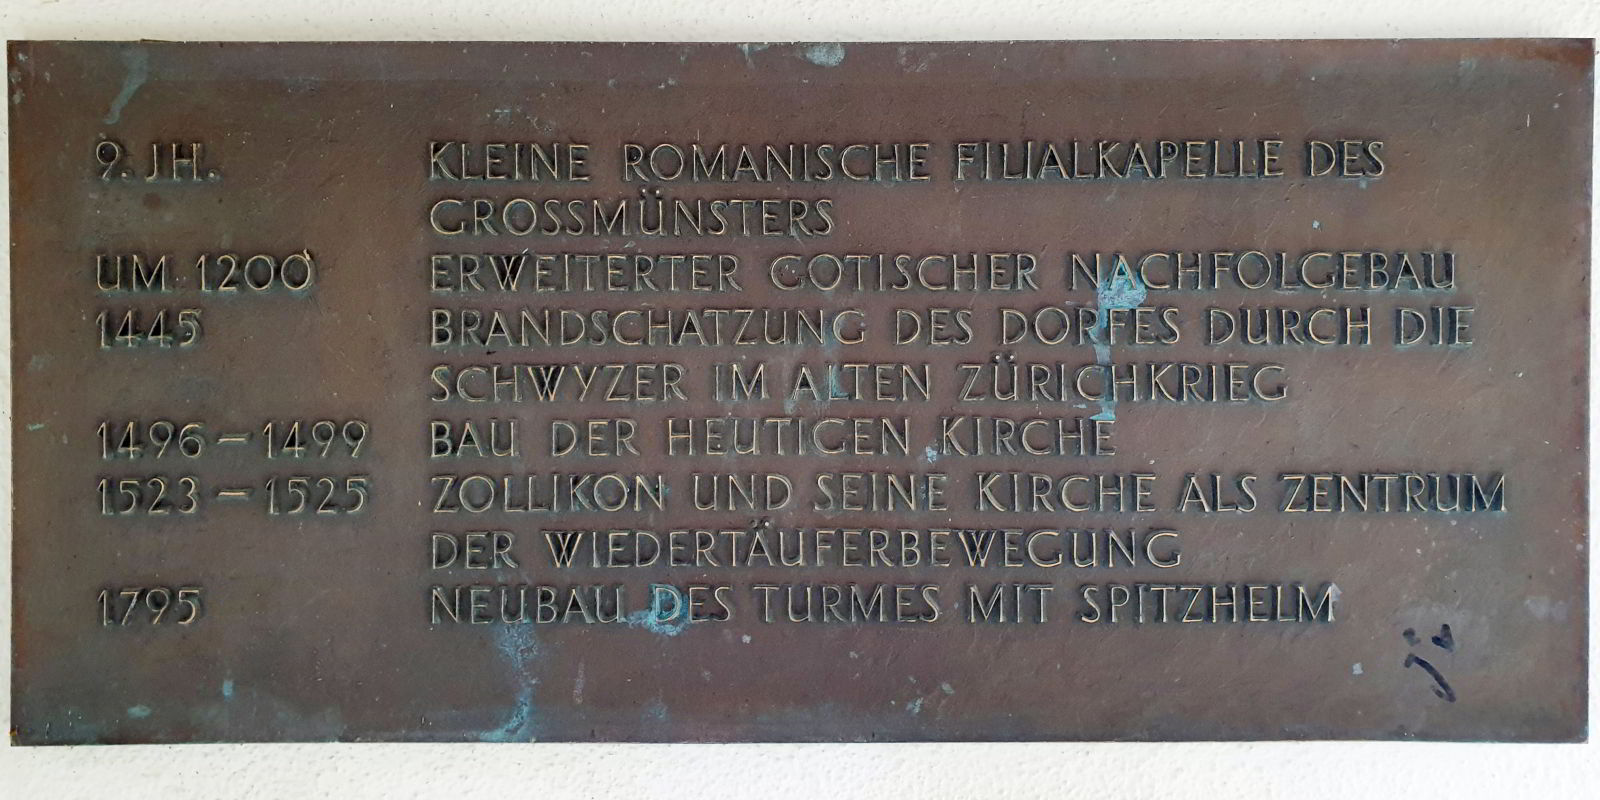 9. JH. KLEINE ROMANISCHE FILIALKAPELLE DES
GROSSMÜNSTERS
UM 1200 ERWEITERTER GOTISCHER NACHFOLGEBAU
1445 BRANDSCHATZUNG DES DORFES DURCH DIE
SCHWYZER IM ALTEN ZÜRICHKRIEG
1496 – 1499 BAU DER HEUTIGEN KIRCHE
1523 – 1525 ZOLLIKON UND SEINE KIRCHE ALS ZENTRUM
DER WIEDERTÄUFERBEWEGUNG
1795 NEUBAU DES TURMES MIT SPITZHELM